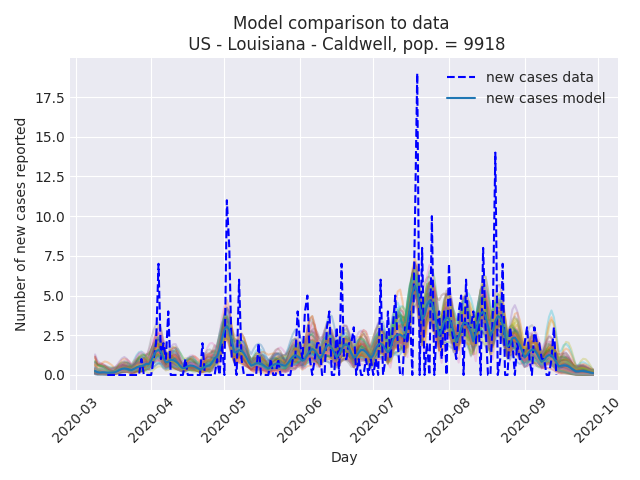 Model comparison to data
US - Louisiana - Caldwell, pop. = 9918
new cases data
new cases model
17.5
15.0
12.5
10.0
7.5
5.0
2.5
0.0
Number of new cases reported
2020-03
2020-04
2020-05
2020-06
2020-07
2020-08
2020-09
2020-10
Day